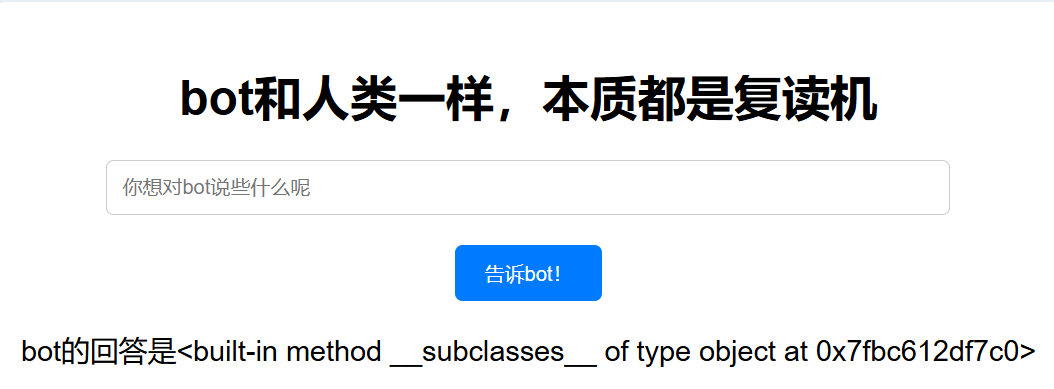 bot和人类一样，本质都是复读机
你想对bot说些什么呢
告诉bot！
bot的回答是<built-in method __subclasses__ of type object at 0x7fbc612df7c0>